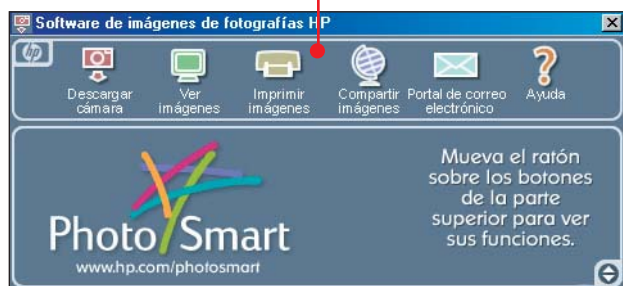 Software de imágenes de fotografías HP
hp
Descargar cámara
Ver imágenes
Imprimir imágenes
Compartir imágenes
Portal de correo electrónico
Ayuda
Mueva el ratón
sobre los botones
de la parte
superior para ver
sus funciones.
PhotoSmart
www.hp.com/photosmart